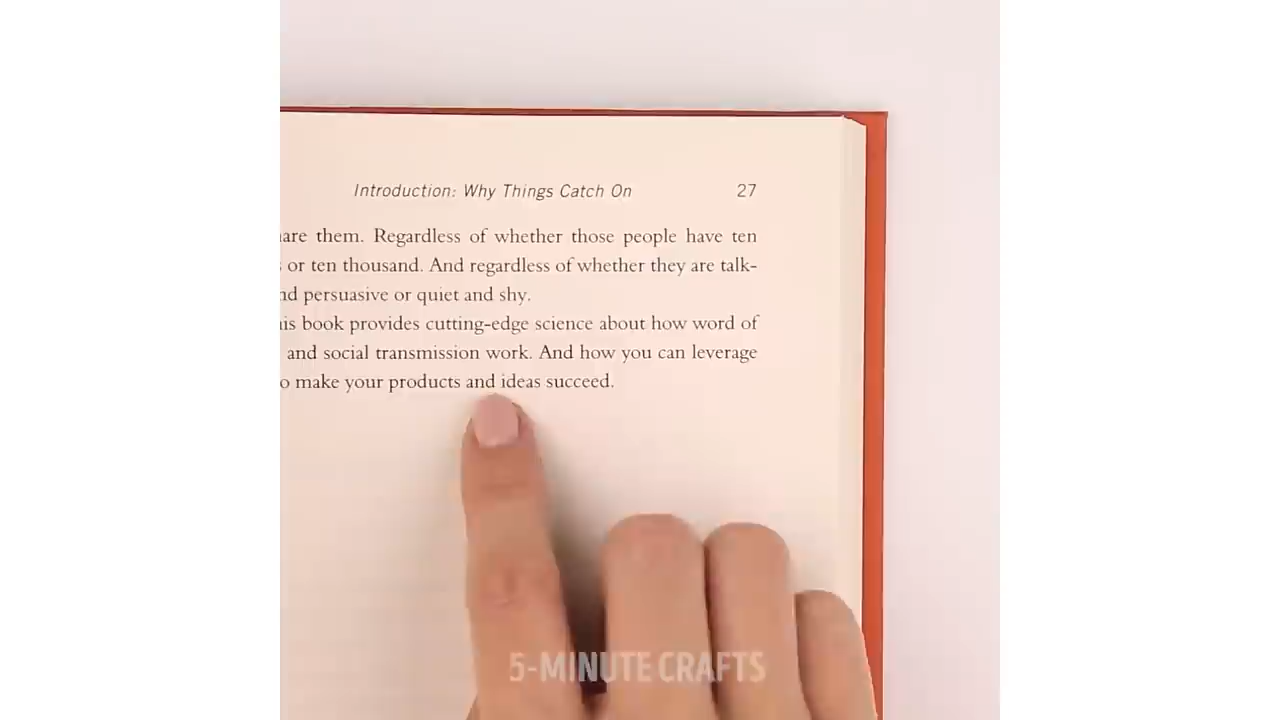 Introduction: Why Things Catch On 27
are them. Regardless of whether those people have ten
or ten thousand. And regardless of whether they are talk-
persuasive or quiet and shy.
book provides cutting-edge science about how word of
and social transmission work. And how you can leverage
make your products and ideas succeed.
5-MINUTE CRAFTS